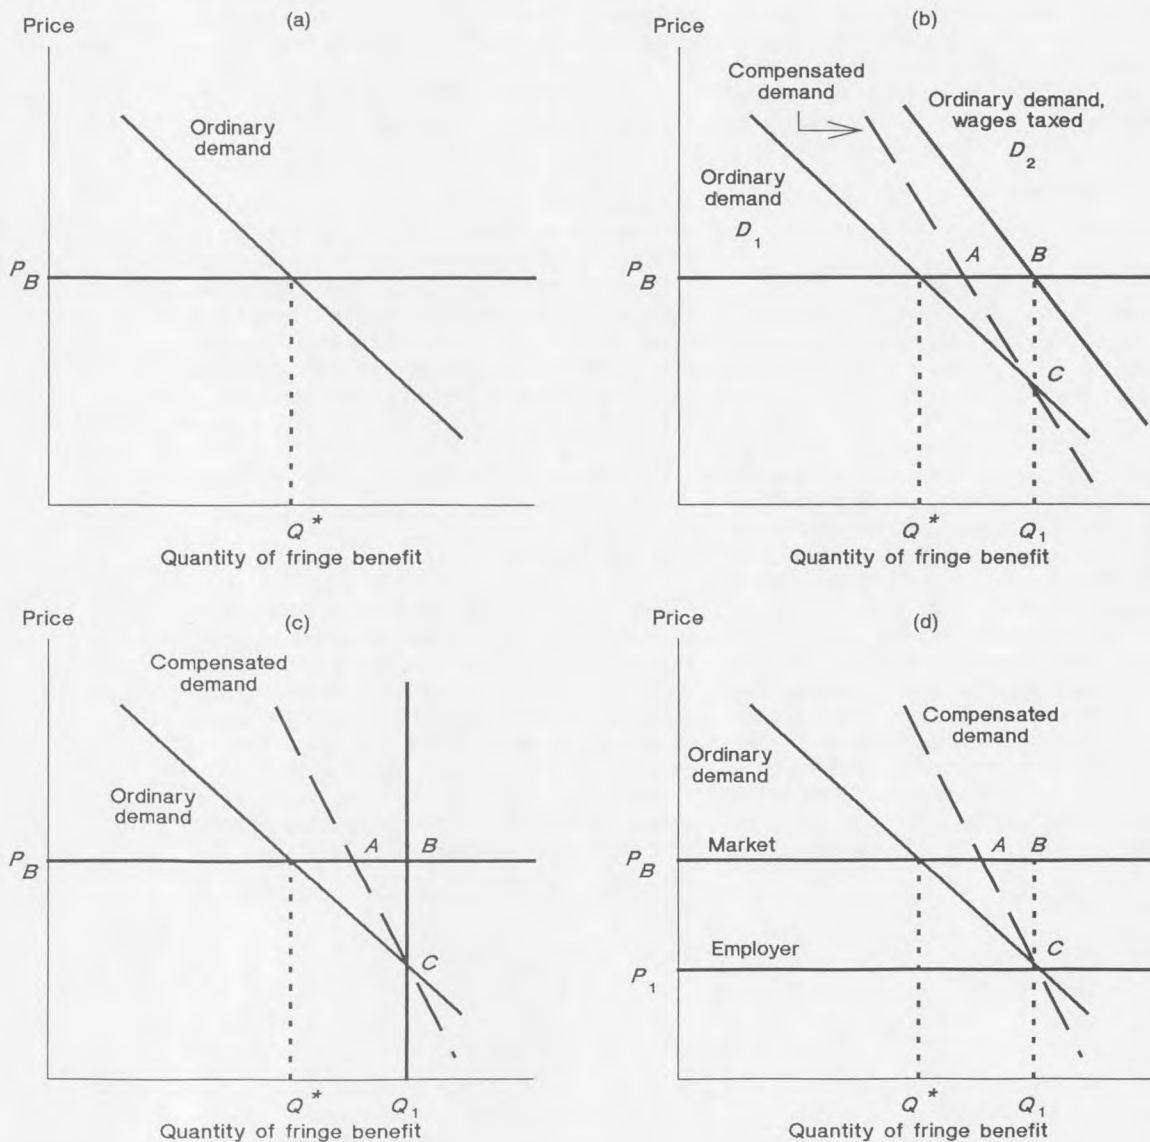 (a)
Price
Ordinary
demand
P_B
Q*
Quantity of fringe benefit
(b)
Price
Compensated
demand
Ordinary demand,
wages taxed
D_2
Ordinary
demand
D_1
A
B
P_B
C
Q*
Q_1
Quantity of fringe benefit
(c)
Price
Compensated
demand
Ordinary
demand
A
B
P_B
C
Q*
Q_1
Quantity of fringe benefit
(d)
Price
Compensated
demand
Ordinary
demand
Market
A
B
P_B
Employer
C
P_1
Q*
Q_1
Quantity of fringe benefit